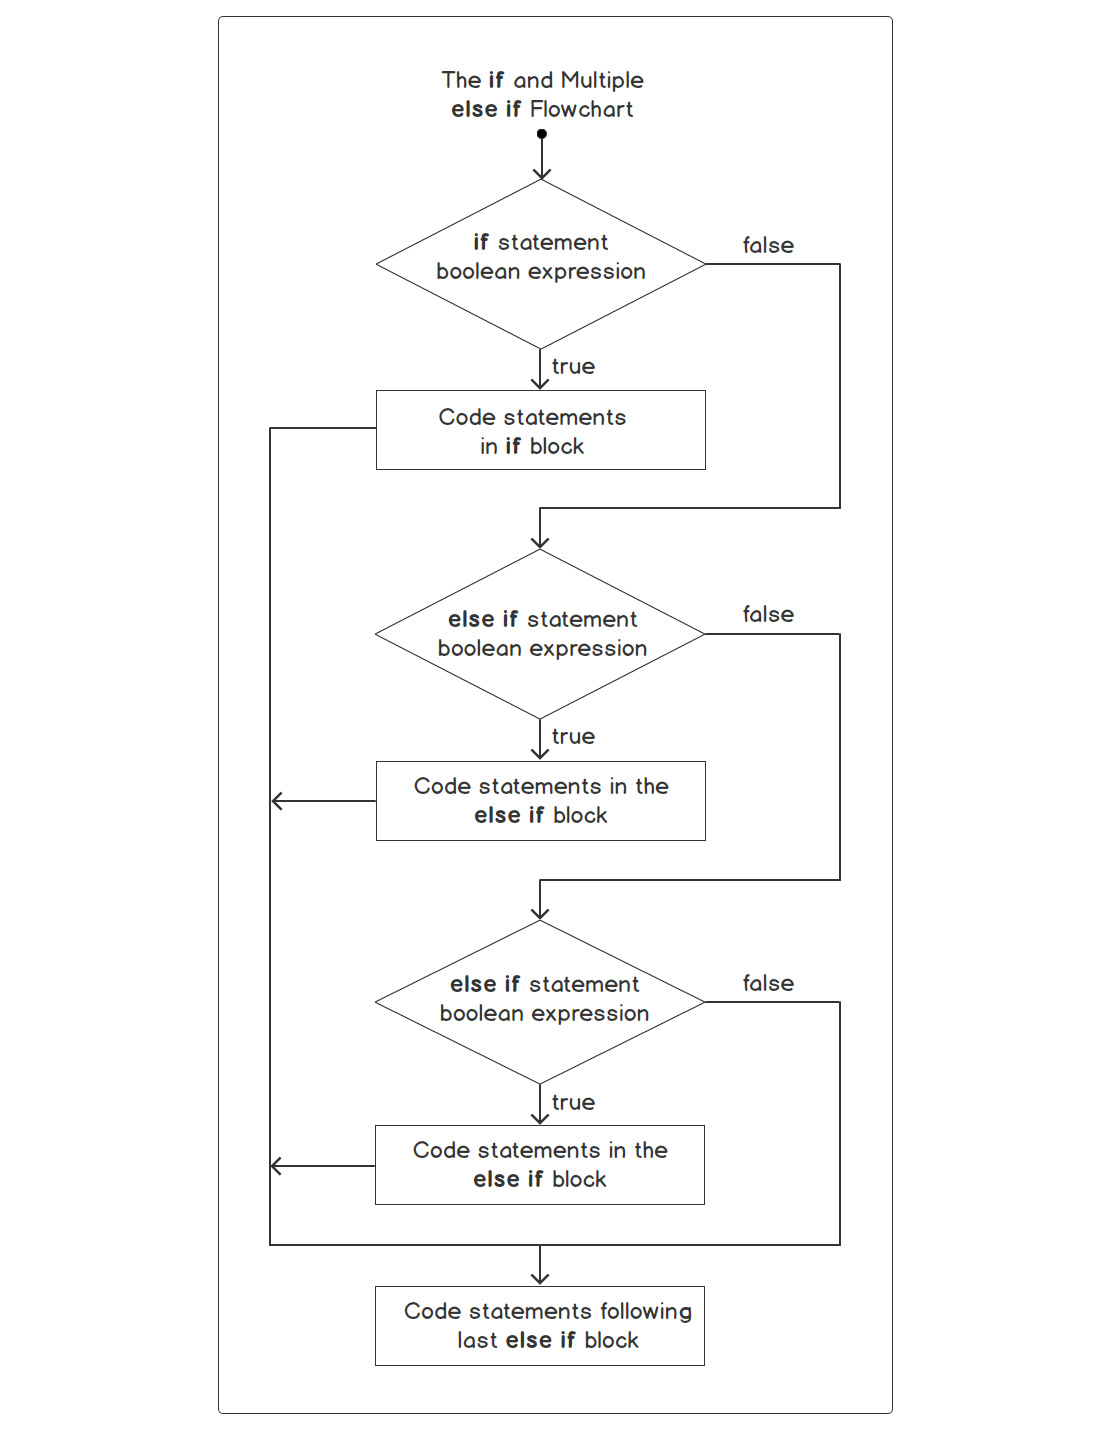 The if and Multiple
else if Flowchart
if statement
boolean expression
false
true
Code statements
in if block
else if statement
boolean expression
false
true
Code statements in the
else if block
else if statement
boolean expression
false
true
Code statements in the
else if block
Code statements following
last else if block